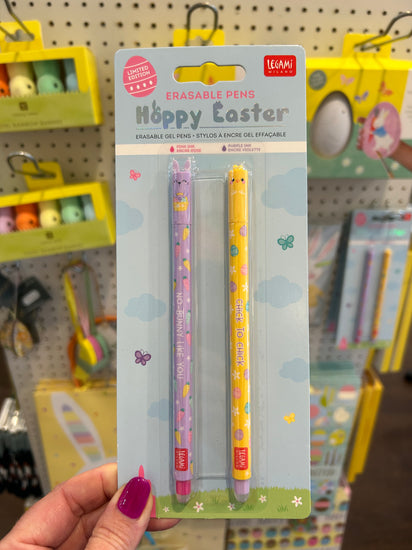 LIMITED
EDITION
LEGAMI
MILANO
ERASABLE PENS
Hoppy Easter
ERASABLE GEL PENS • STYLOS À ENCRE GEL EFFAÇABLE
PINK INK
ENCRE ROSE
PURPLE INK
ENCRE VIOLETTE
NO-BUNNY LIKE YOU
CHICK TO CHICK
LEGAMI
LEGAMI